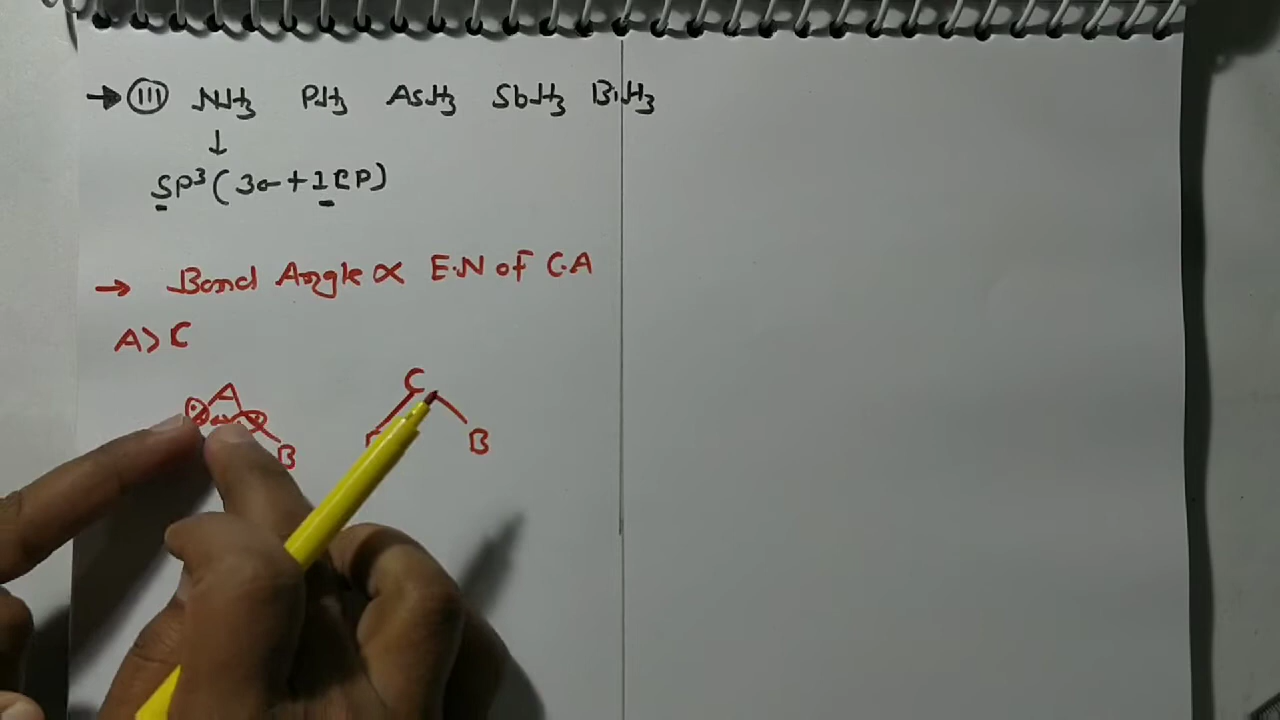 → (III) NH3 PH3 AsH3 SbH3 BiH3
↓
SP³ (3σ + 1LP)
→ Bond Angle ∝ E.N of C.A
A > C
A C
B B